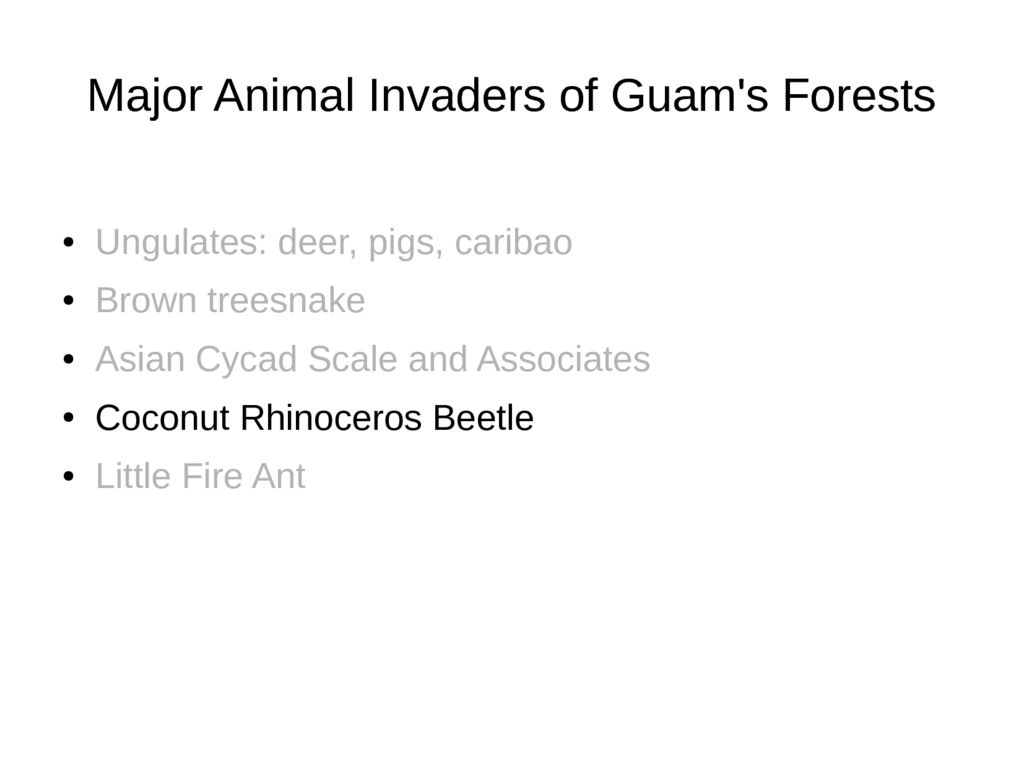 Major Animal Invaders of Guam's Forests
• Ungulates: deer, pigs, caribao
• Brown treesnake
• Asian Cycad Scale and Associates
• Coconut Rhinoceros Beetle
• Little Fire Ant